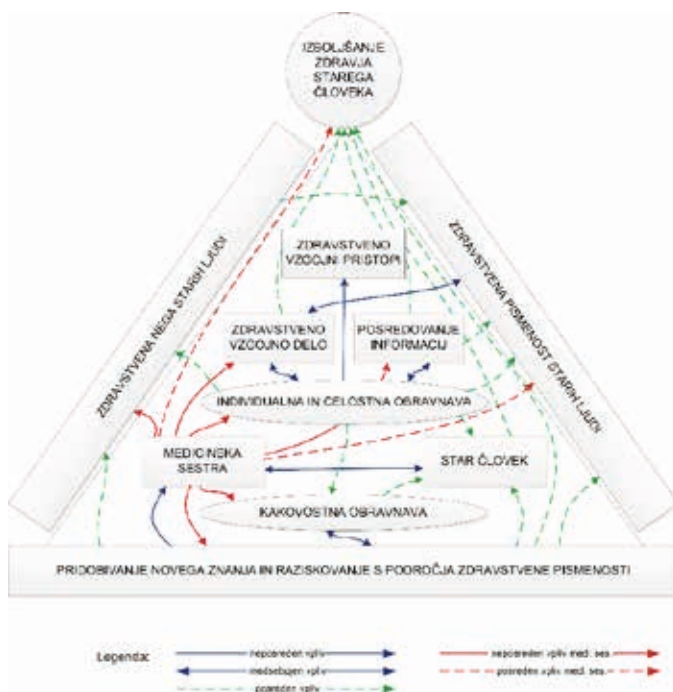 IZBOLJŠANJE
ZDRAVJA
STAREGA
ČLOVEKA
ZDRAVSTVENA NEGA STARIH LJUDI
ZDRAVSTVENA PISMENOST STARIH LJUDI
ZDRAVSTVENO
VZGOJNI PRISTOPI
ZDRAVSTVENO
VZGOJNO DELO
POSREDOVANJE
INFORMACIJ
INDIVIDUALNA IN CELOSTNA OBRAVNAVA
MEDICINSKA
SESTRA
STAR ČLOVEK
KAKOVOSTNA OBRAVNAVA
PRIDOBIVANJE NOVEGA ZNANJA IN RAZISKOVANJE S PODROČJA ZDRAVSTVENE PISMENOSTI
Legenda:
neposreden vpliv
medsebojen vpliv
posreden vpliv
neposreden vpliv med. ses.
posreden vpliv med. ses.